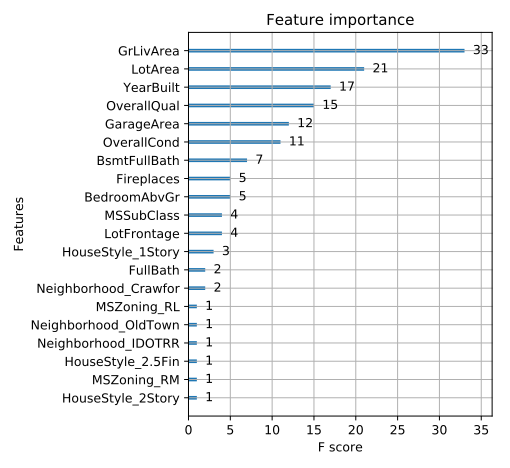 Feature importance
GrLivArea 33
LotArea 21
YearBuilt 17
OverallQual 15
GarageArea 12
OverallCond 11
BsmtFullBath 7
Fireplaces 5
BedroomAbvGr 5
MSSubClass 4
LotFrontage 4
HouseStyle_1Story 3
FullBath 2
Neighborhood_Crawfor 2
MSZoning_RL 1
Neighborhood_OldTown 1
Neighborhood_IDOTRR 1
HouseStyle_2.5Fin 1
MSZoning_RM 1
HouseStyle_2Story 1
Features
0 5 10 15 20 25 30 35
F score